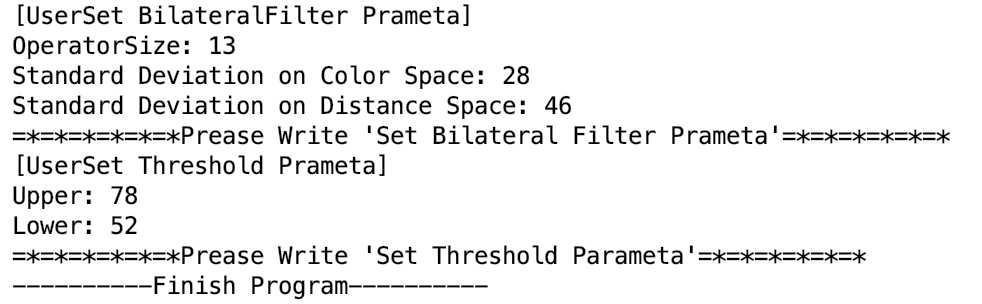 [UserSet BilateralFilter Prameta]
OperatorSize: 13
Standard Deviation on Color Space: 28
Standard Deviation on Distance Space: 46
=*=*=*=*=*=*Prease Write 'Set Bilateral Filter Prameta'=*=*=*=*=*=*
[UserSet Threshold Prameta]
Upper: 78
Lower: 52
=*=*=*=*=*=*Prease Write 'Set Threshold Parameta'=*=*=*=*=*=*
----------Finish Program----------